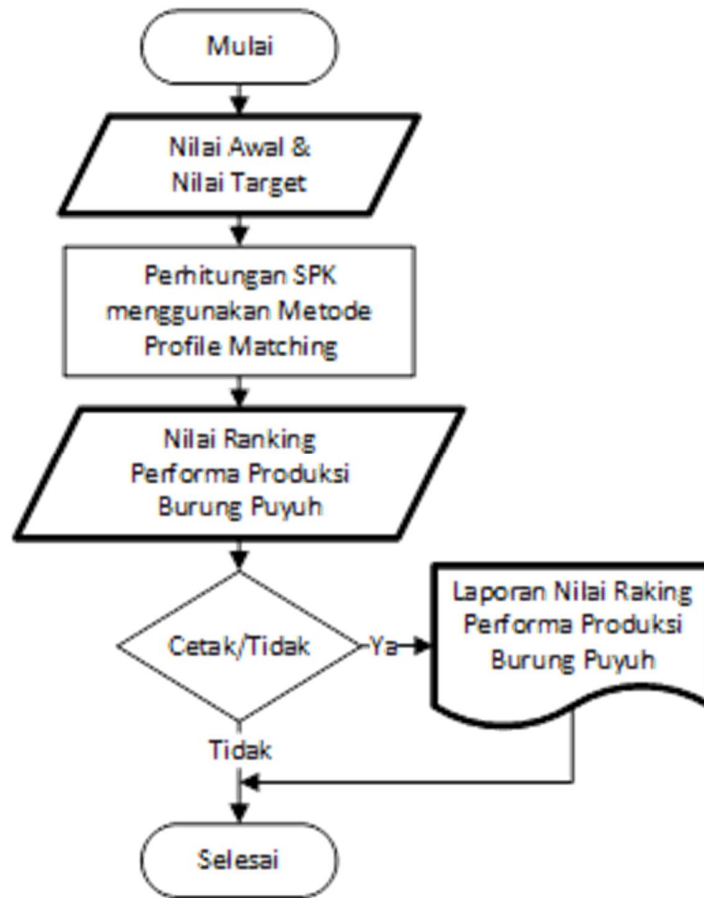 Mulai
Nilai Awal &
Nilai Target
Perhitungan SPK
menggunakan Metode
Profile Matching
Nilai Ranking
Performa Produksi
Burung Puyuh
Cetak/Tidak
Ya
Laporan Nilai Raking
Performa Produksi
Burung Puyuh
Tidak
Selesai